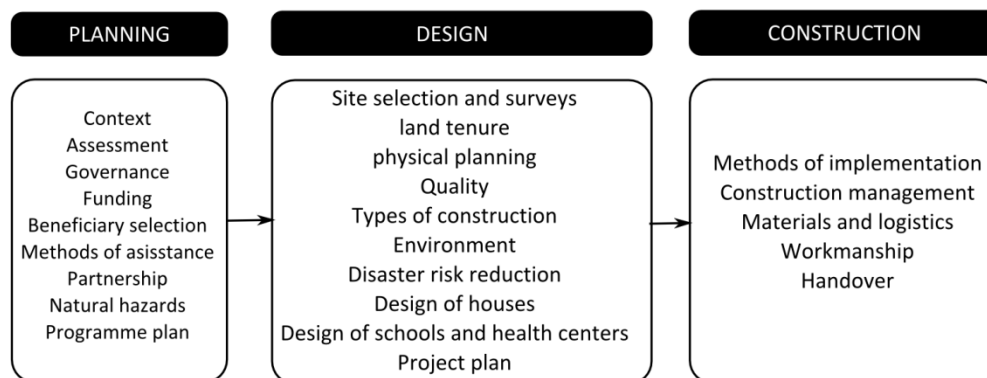 PLANNING
Context
Assessment
Governance
Funding
Beneficiary selection
Methods of asisstance
Partnership
Natural hazards
Programme plan
DESIGN
Site selection and surveys
land tenure
physical planning
Quality
Types of construction
Environment
Disaster risk reduction
Design of houses
Design of schools and health centers
Project plan
CONSTRUCTION
Methods of implementation
Construction management
Materials and logistics
Workmanship
Handover